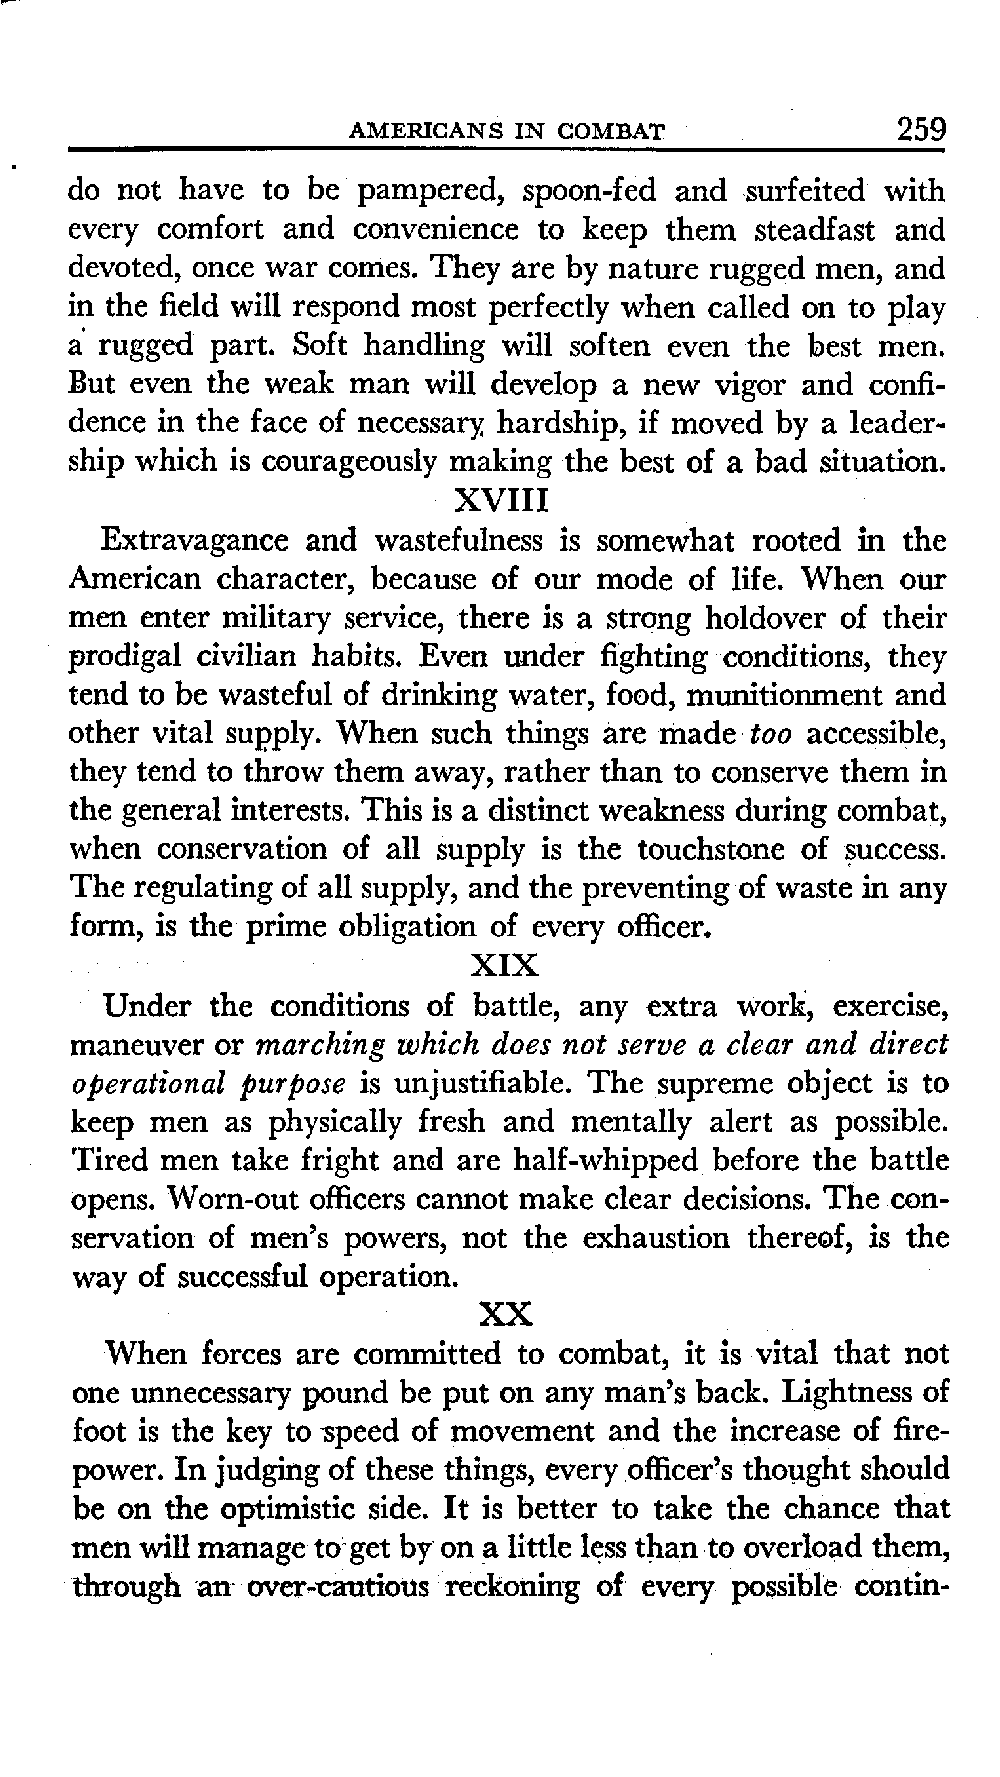 AMERICANS IN COMBAT 259
do not have to be pampered, spoon-fed and surfeited with
every comfort and convenience to keep them steadfast and
devoted, once war comes. They are by nature rugged men, and
in the field will respond most perfectly when called on to play
a rugged part. Soft handling will soften even the best men.
But even the weak man will develop a new vigor and confi-
dence in the face of necessary hardship, if moved by a leader-
ship which is courageously making the best of a bad situation.
XVIII
Extravagance and wastefulness is somewhat rooted in the
American character, because of our mode of life. When our
men enter military service, there is a strong holdover of their
prodigal civilian habits. Even under fighting conditions, they
tend to be wasteful of drinking water, food, munitionment and
other vital supply. When such things are made too accessible,
they tend to throw them away, rather than to conserve them in
the general interests. This is a distinct weakness during combat,
when conservation of all supply is the touchstone of success.
The regulating of all supply, and the preventing of waste in any
form, is the prime obligation of every officer.
XIX
Under the conditions of battle, any extra work, exercise,
maneuver or marching which does not serve a clear and direct
operational purpose is unjustifiable. The supreme object is to
keep men as physically fresh and mentally alert as possible.
Tired men take fright and are half-whipped before the battle
opens. Worn-out officers cannot make clear decisions. The con-
servation of men's powers, not the exhaustion thereof, is the
way of successful operation.
XX
When forces are committed to combat, it is vital that not
one unnecessary pound be put on any man's back. Lightness of
foot is the key to speed of movement and the increase of fire-
power. In judging of these things, every officer's thought should
be on the optimistic side. It is better to take the chance that
men will manage to get by on a little less than to overload them,
through an over-cautious reckoning of every possible contin-